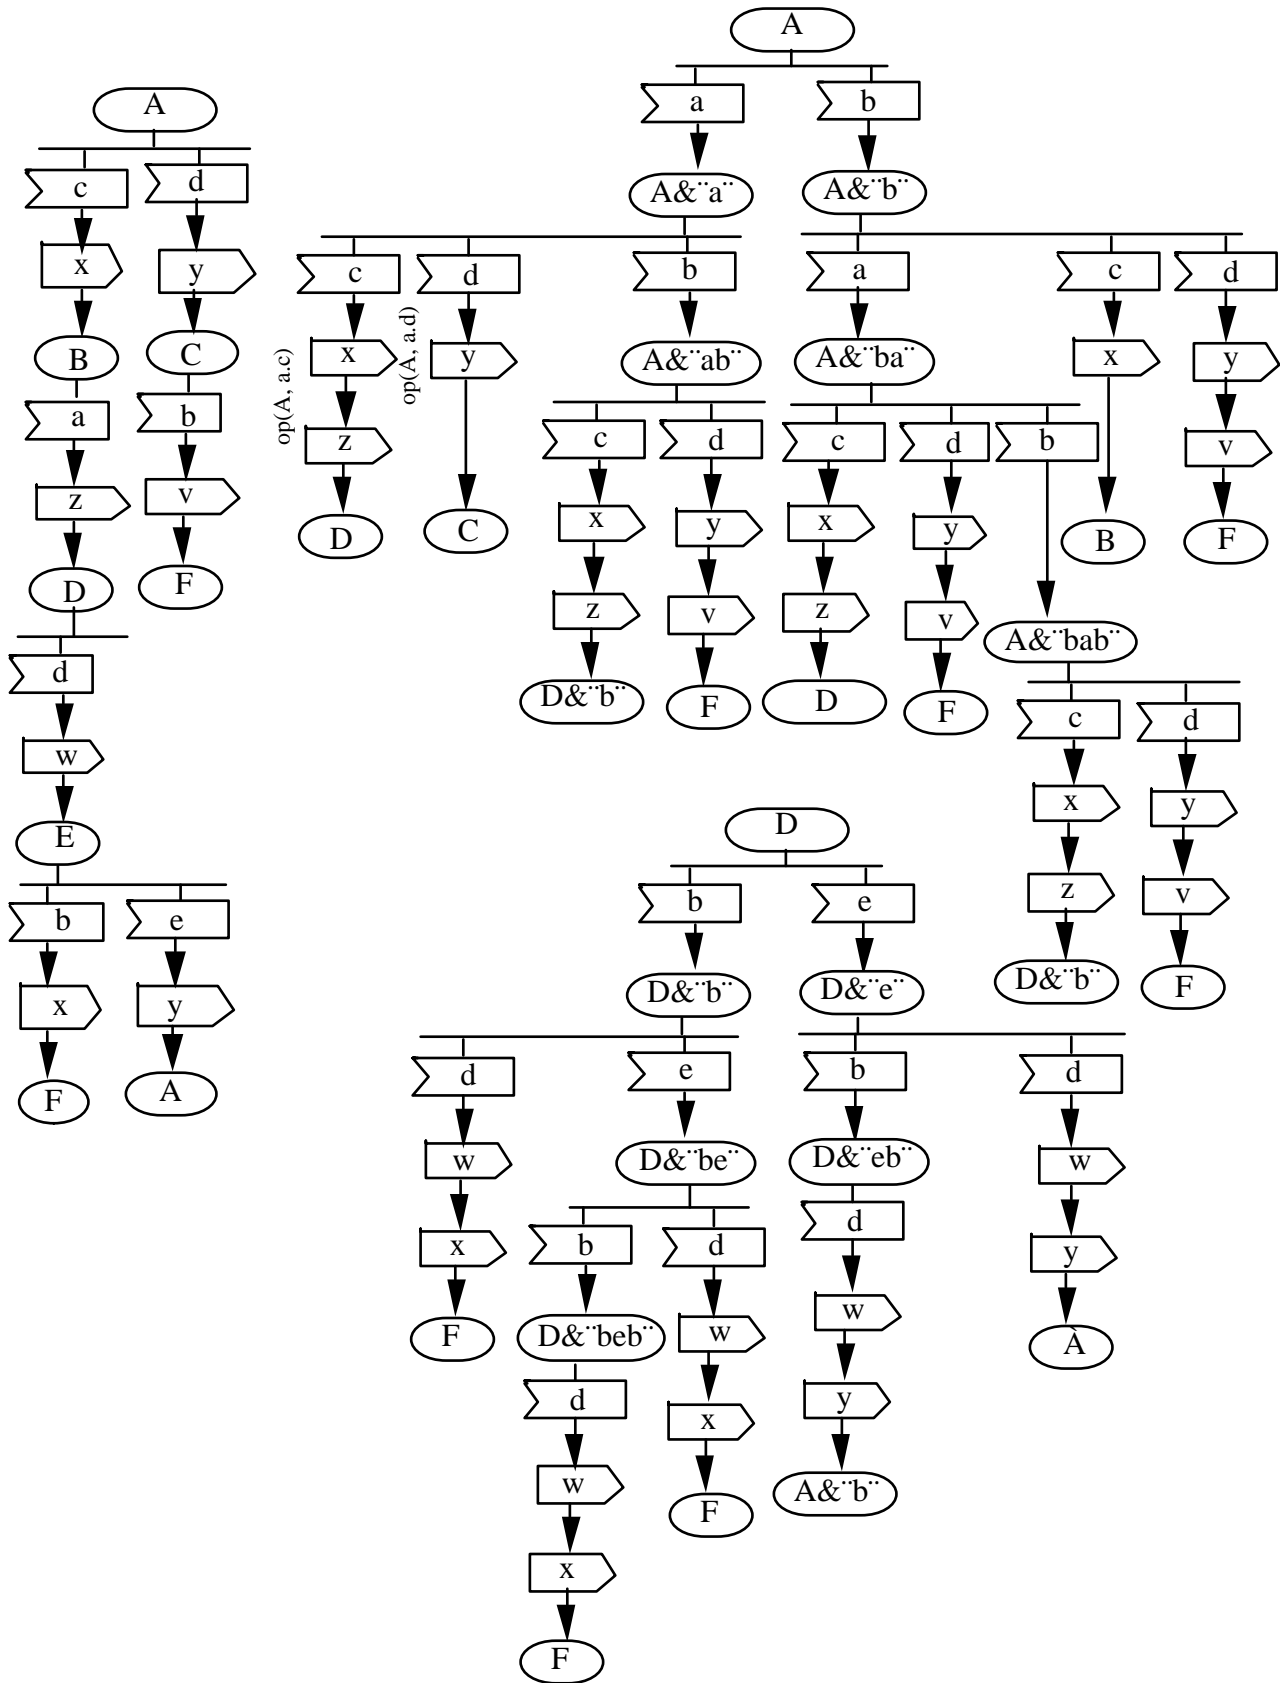 A
c
d
x
y
B
C
a
b
z
v
D
F
d
w
E
b
e
x
y
F
A
A
a
b
A&¨a¨
A&¨b¨
c
d
b
a
c
d
op(A, a.c)
x
op(A, a.d)
y
A&¨ab¨
A&¨ba¨
x
y
z
c
d
c
d
b
v
D
C
x
y
x
y
B
F
z
v
z
v
A&¨bab¨
D&¨b¨
F
D
F
c
d
x
y
z
v
D&¨b¨
F
D
b
e
D&¨b¨
D&¨e¨
d
e
b
d
w
D&¨be¨
D&¨eb¨
w
x
b
d
d
y
F
D&¨beb¨
w
w
À
d
x
y
w
F
A&¨b¨
x
F